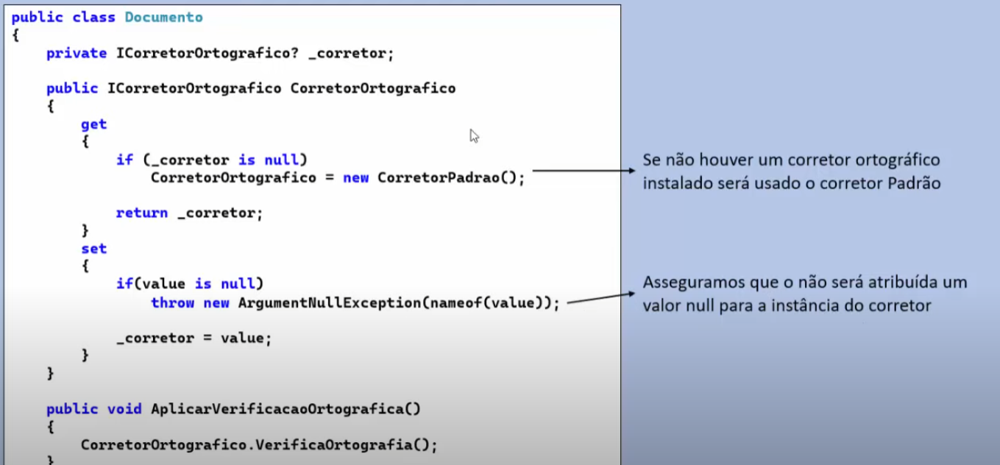 public class Documento
{
private ICorretorOrtografico? _corretor;
public ICorretorOrtografico CorretorOrtografico
{
get
{
if (_corretor is null)
CorretorOrtografico = new CorretorPadrao();
return _corretor;
}
set
{
if(value is null)
throw new ArgumentNullException(nameof(value));
_corretor = value;
}
}
public void AplicarVerificacaoOrtografica()
{
CorretorOrtografico.VerificaOrtografia();
}
Se não houver um corretor ortográfico
instalado será usado o corretor Padrão
Asseguramos que o não será atribuída um
valor null para a instância do corretor